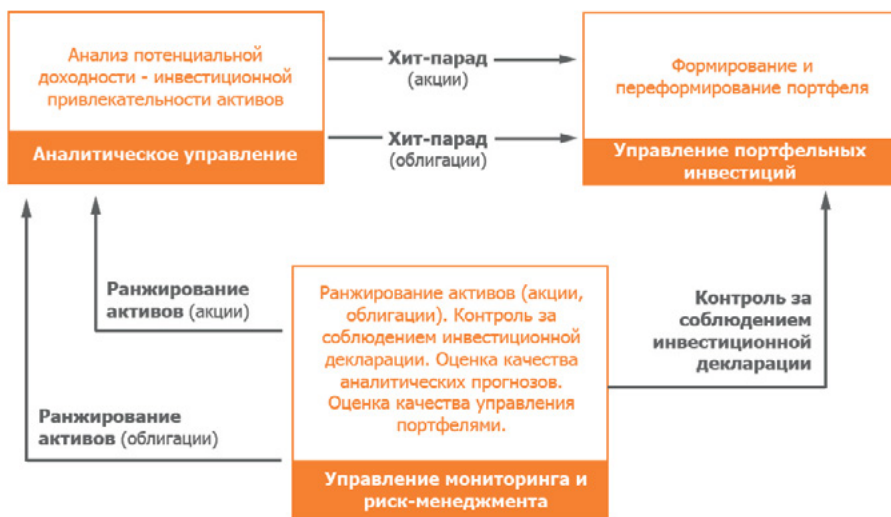 Анализ потенциальной
доходности - инвестиционной
привлекательности активов
Аналитическое управление
Хит-парад
(акции)
Хит-парад
(облигации)
Формирование и
переформирование портфеля
Управление портфельных
инвестиций
Ранжирование
активов (акции)
Ранжирование
активов (облигации)
Ранжирование активов (акции,
облигации). Контроль за
соблюдением инвестиционной
декларации. Оценка качества
аналитических прогнозов.
Оценка качества управления
портфелями.
Управление мониторинга и
риск-менеджмента
Контроль за
соблюдением
инвестиционной
декларации